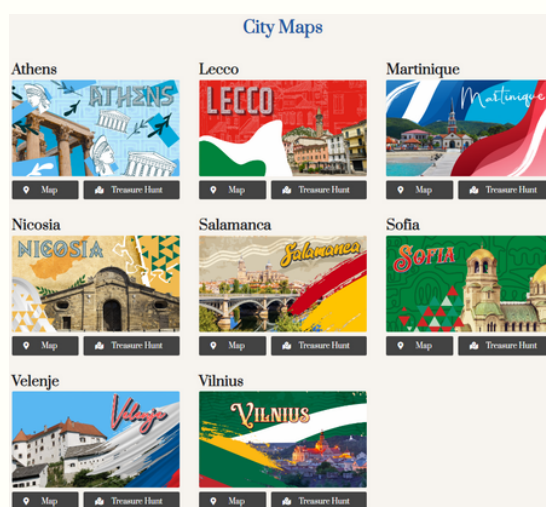 City Maps
Athens
Lecco
Martinique
ATHENS
LECCO
Martinique
Map
Treasure Hunt
Map
Treasure Hunt
Map
Treasure Hunt
Nicosia
Salamanca
Sofia
NICOSIA
Salamanca
SOFIA
Map
Treasure Hunt
Map
Treasure Hunt
Map
Treasure Hunt
Velenje
Vilnius
Velenje
VILNIUS
Map
Treasure Hunt
Map
Treasure Hunt